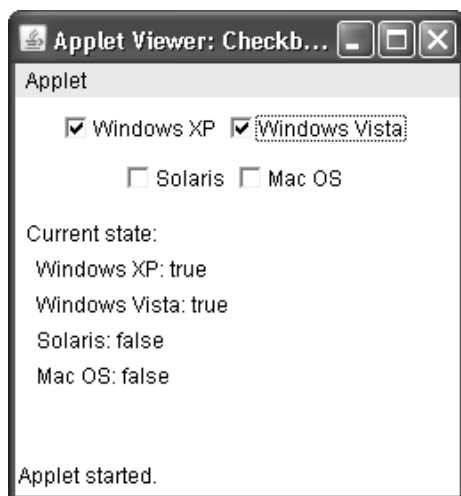 Applet Viewer: Checkb...
Applet
Windows XP Windows Vista
Solaris Mac OS
Current state:
Windows XP: true
Windows Vista: true
Solaris: false
Mac OS: false
Applet started.